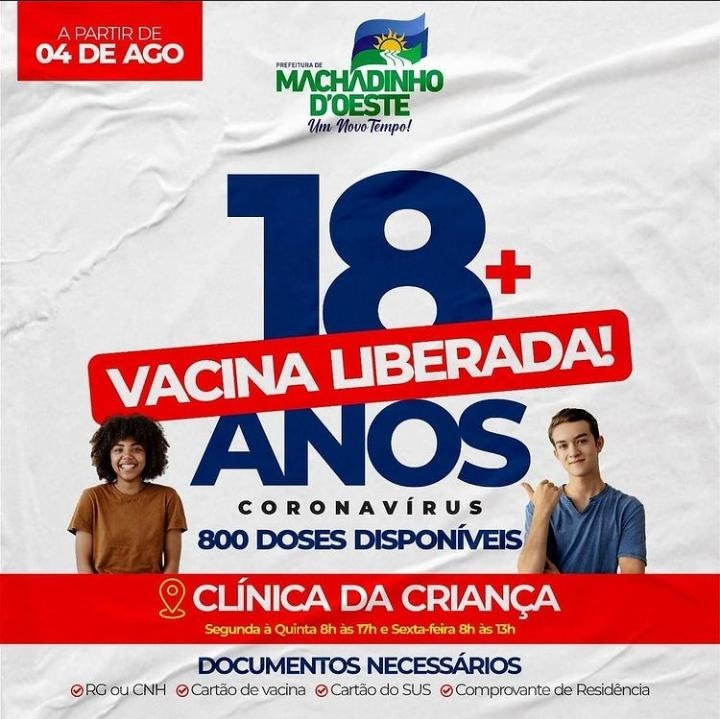 A PARTIR DE
04 DE AGO
PREFEITURA DE
MACHADINHO
D'OESTE
Um Novo Tempo!
18+
VACINA LIBERADA!
ANOS
CORONAVÍRUS
800 DOSES DISPONÍVEIS
CLÍNICA DA CRIANÇA
Segunda à Quinta 8h às 17h e Sexta-feira 8h às 13h
DOCUMENTOS NECESSÁRIOS
RG ou CNH Cartão de vacina Cartão do SUS Comprovante de Residência